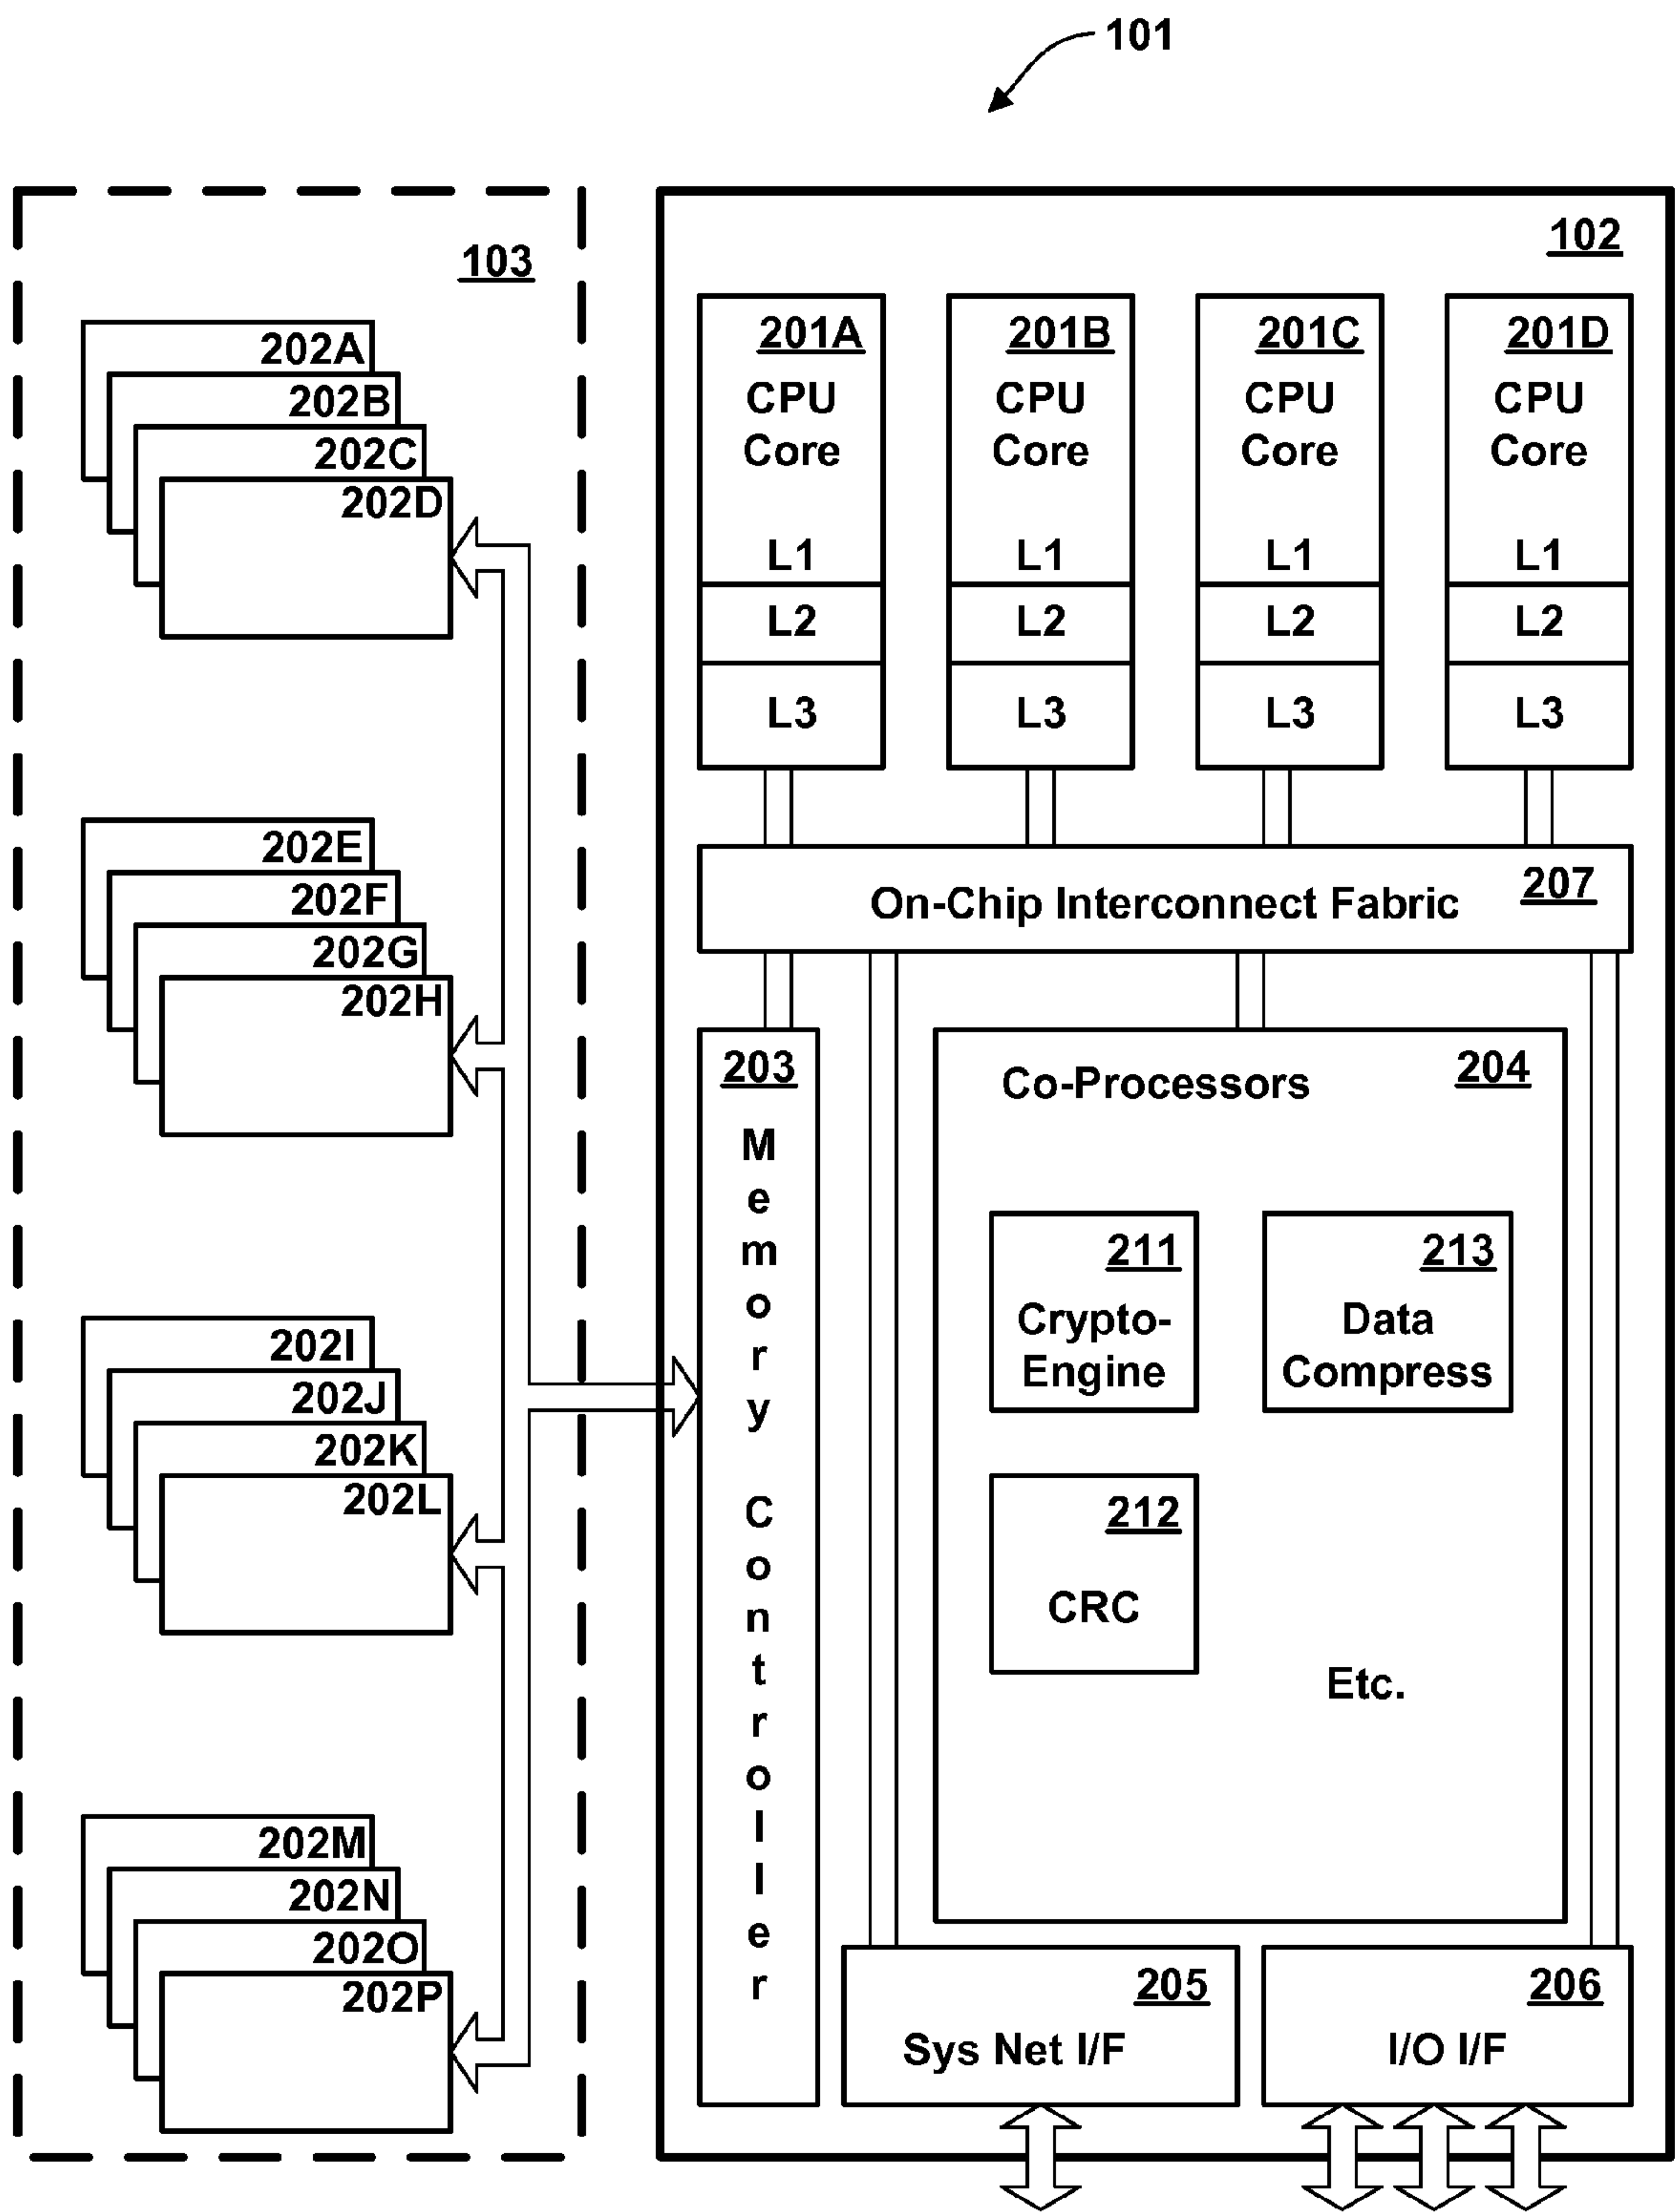 101
103
202A
202B
202C
202D
202E
202F
202G
202H
202I
202J
202K
202L
202M
202N
202O
202P
102
201A
CPU
Core
L1
L2
L3
201B
CPU
Core
L1
L2
L3
201C
CPU
Core
L1
L2
L3
201D
CPU
Core
L1
L2
L3
207
On-Chip Interconnect Fabric
203
Memory Controller
204
Co-Processors
211
Crypto-
Engine
213
Data
Compress
212
CRC
Etc.
205
Sys Net I/F
206
I/O I/F